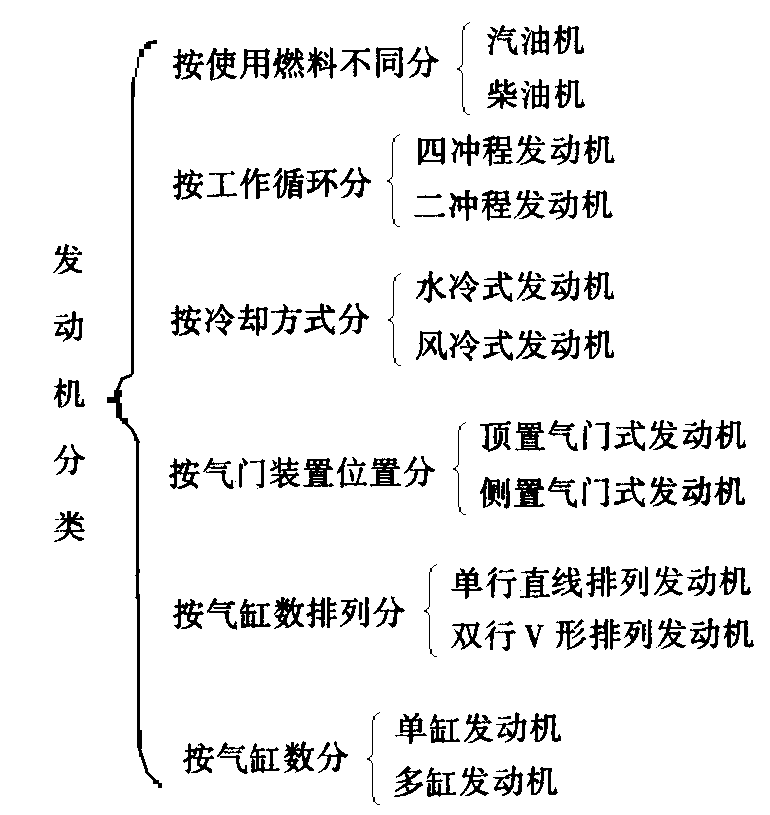 发动机分类
按使用燃料不同分
汽油机
柴油机
按工作循环分
四冲程发动机
二冲程发动机
按冷却方式分
水冷式发动机
风冷式发动机
按气门装置位置分
顶置气门式发动机
侧置气门式发动机
按气缸数排列分
单行直线排列发动机
双行V形排列发动机
按气缸数分
单缸发动机
多缸发动机